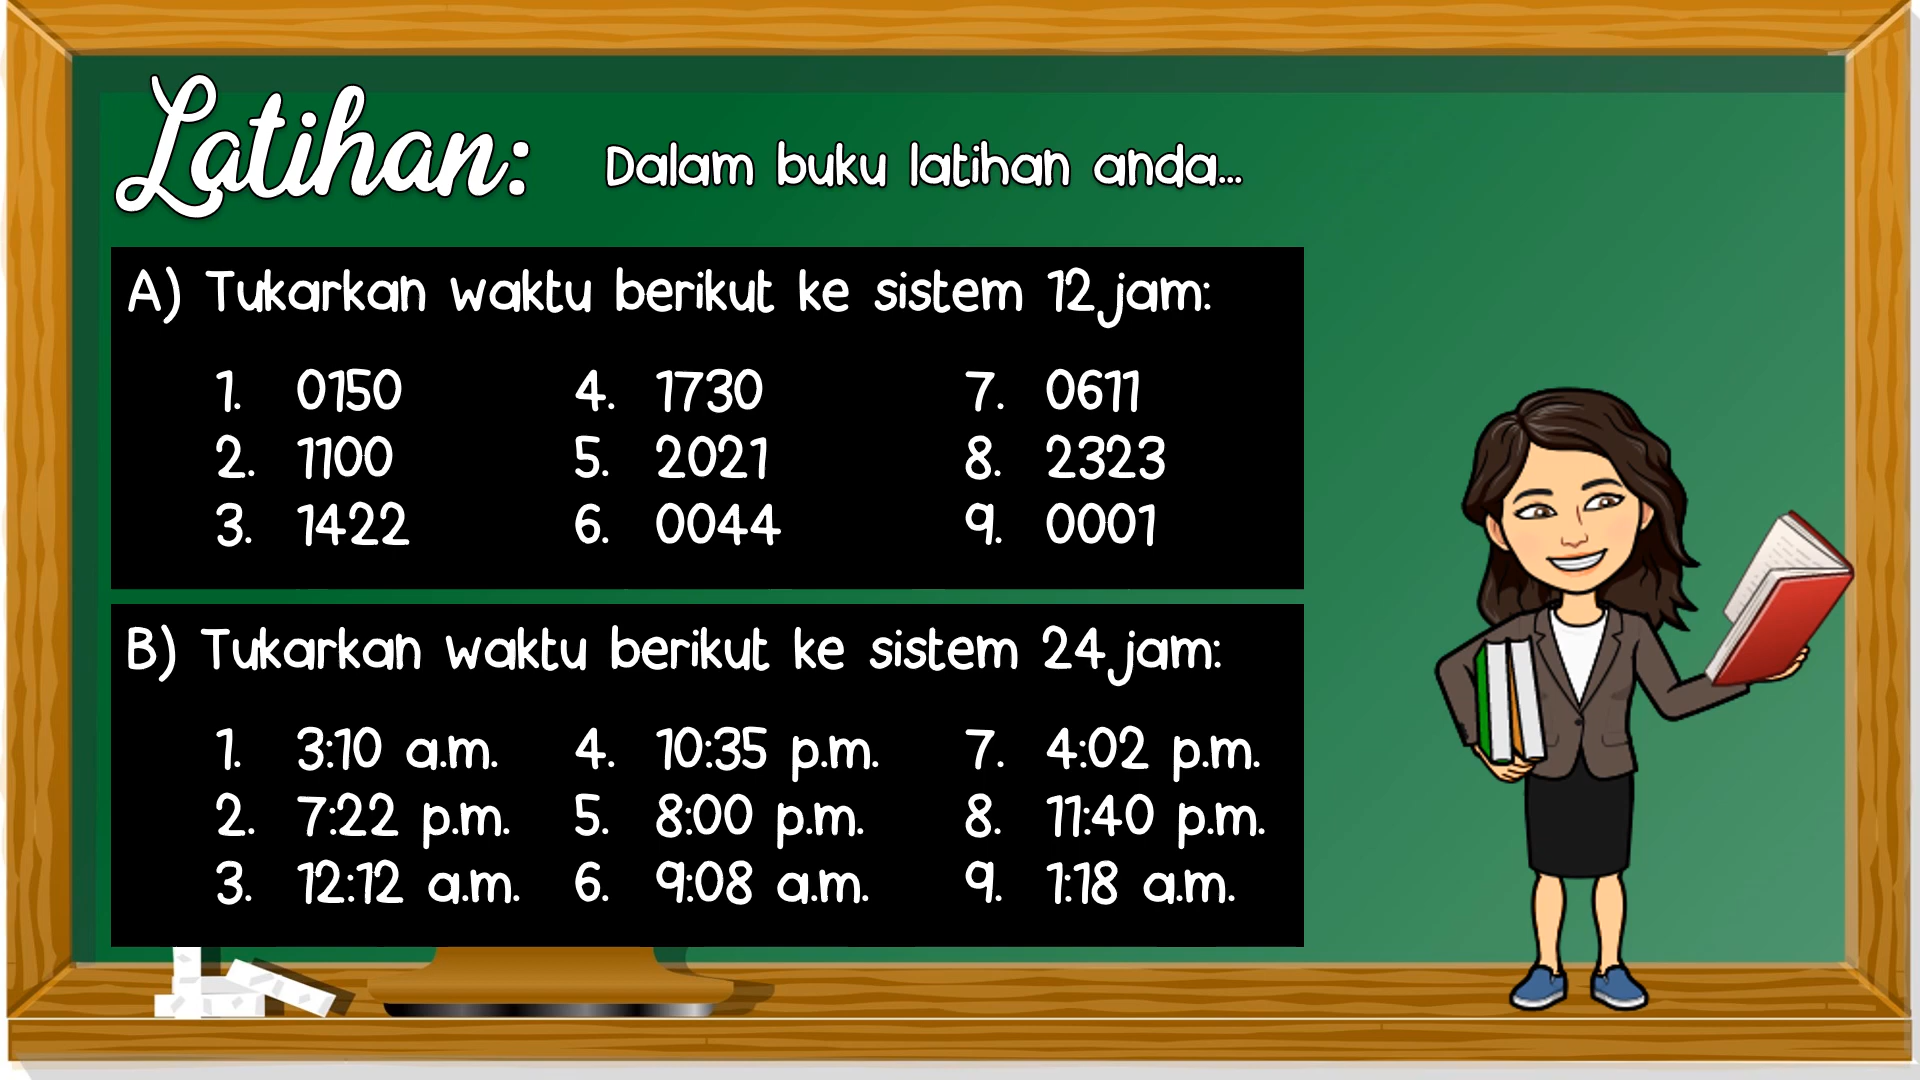 Latihan: Dalam buku latihan anda...
A) Tukarkan waktu berikut ke sistem 12 jam:
1. 0150 4. 1730 7. 0611
2. 1100 5. 2021 8. 2323
3. 1422 6. 0044 9. 0001
B) Tukarkan waktu berikut ke sistem 24 jam:
1. 3:10 a.m. 4. 10:35 p.m. 7. 4:02 p.m.
2. 7:22 p.m. 5. 8:00 p.m. 8. 11:40 p.m.
3. 12:12 a.m. 6. 9:08 a.m. 9. 1:18 a.m.